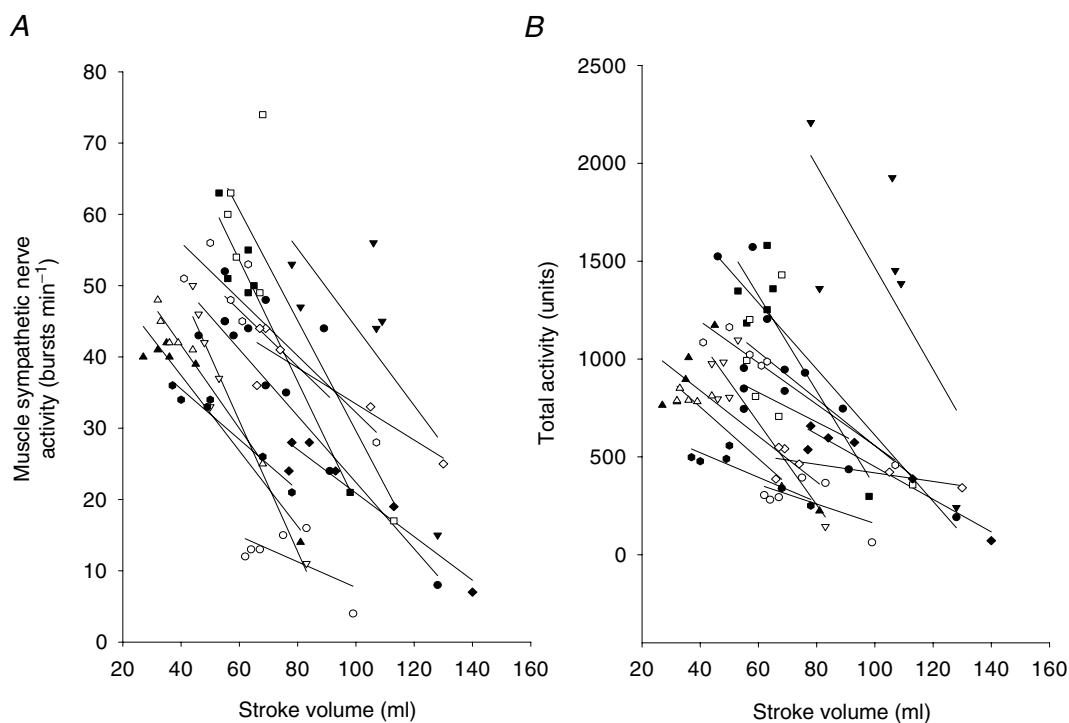 A
80
70
60
50
40
30
20
10
0
20 40 60 80 100 120 140 160
Stroke volume (ml)
Muscle sympathetic nerve
activity (bursts min⁻¹)
B
2500
2000
1500
1000
500
0
20 40 60 80 100 120 140 160
Stroke volume (ml)
Total activity (units)